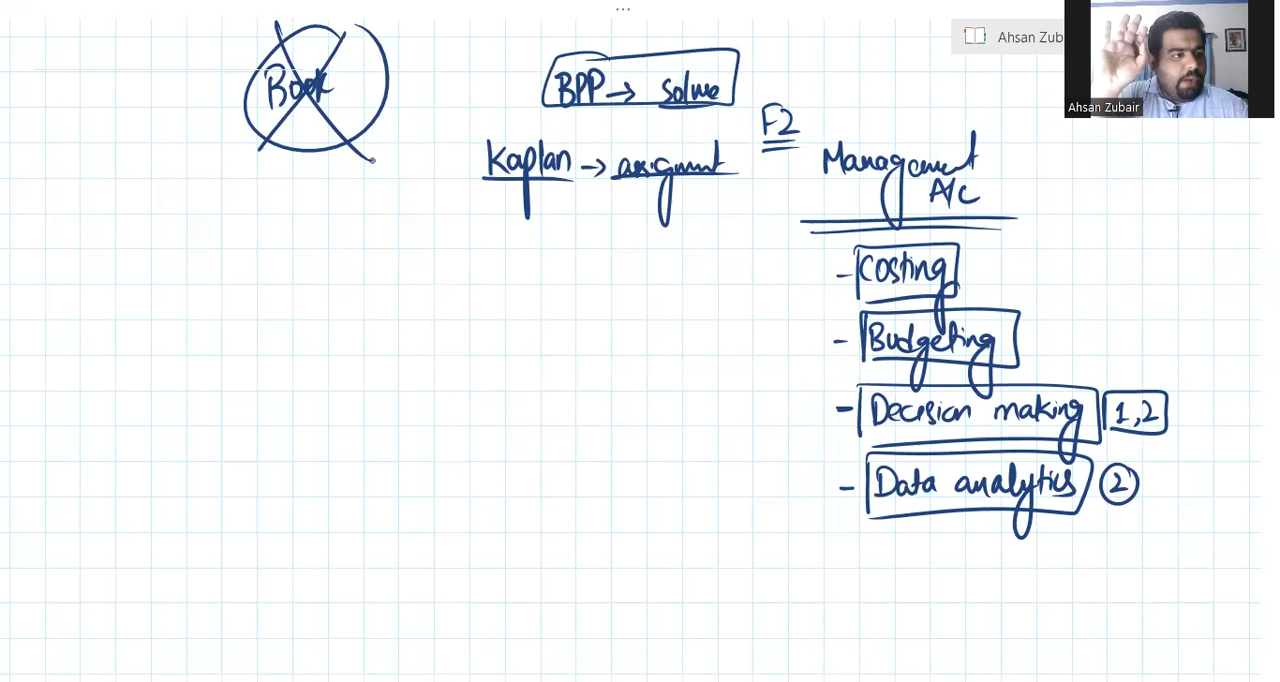 Book
BPP → solve
Kaplan → assignment
Ahsan Zub
Ahsan Zubair
F2
Management
A/C
- Costing
- Budgeting
- Decision making 1,2
- Data analytics 2